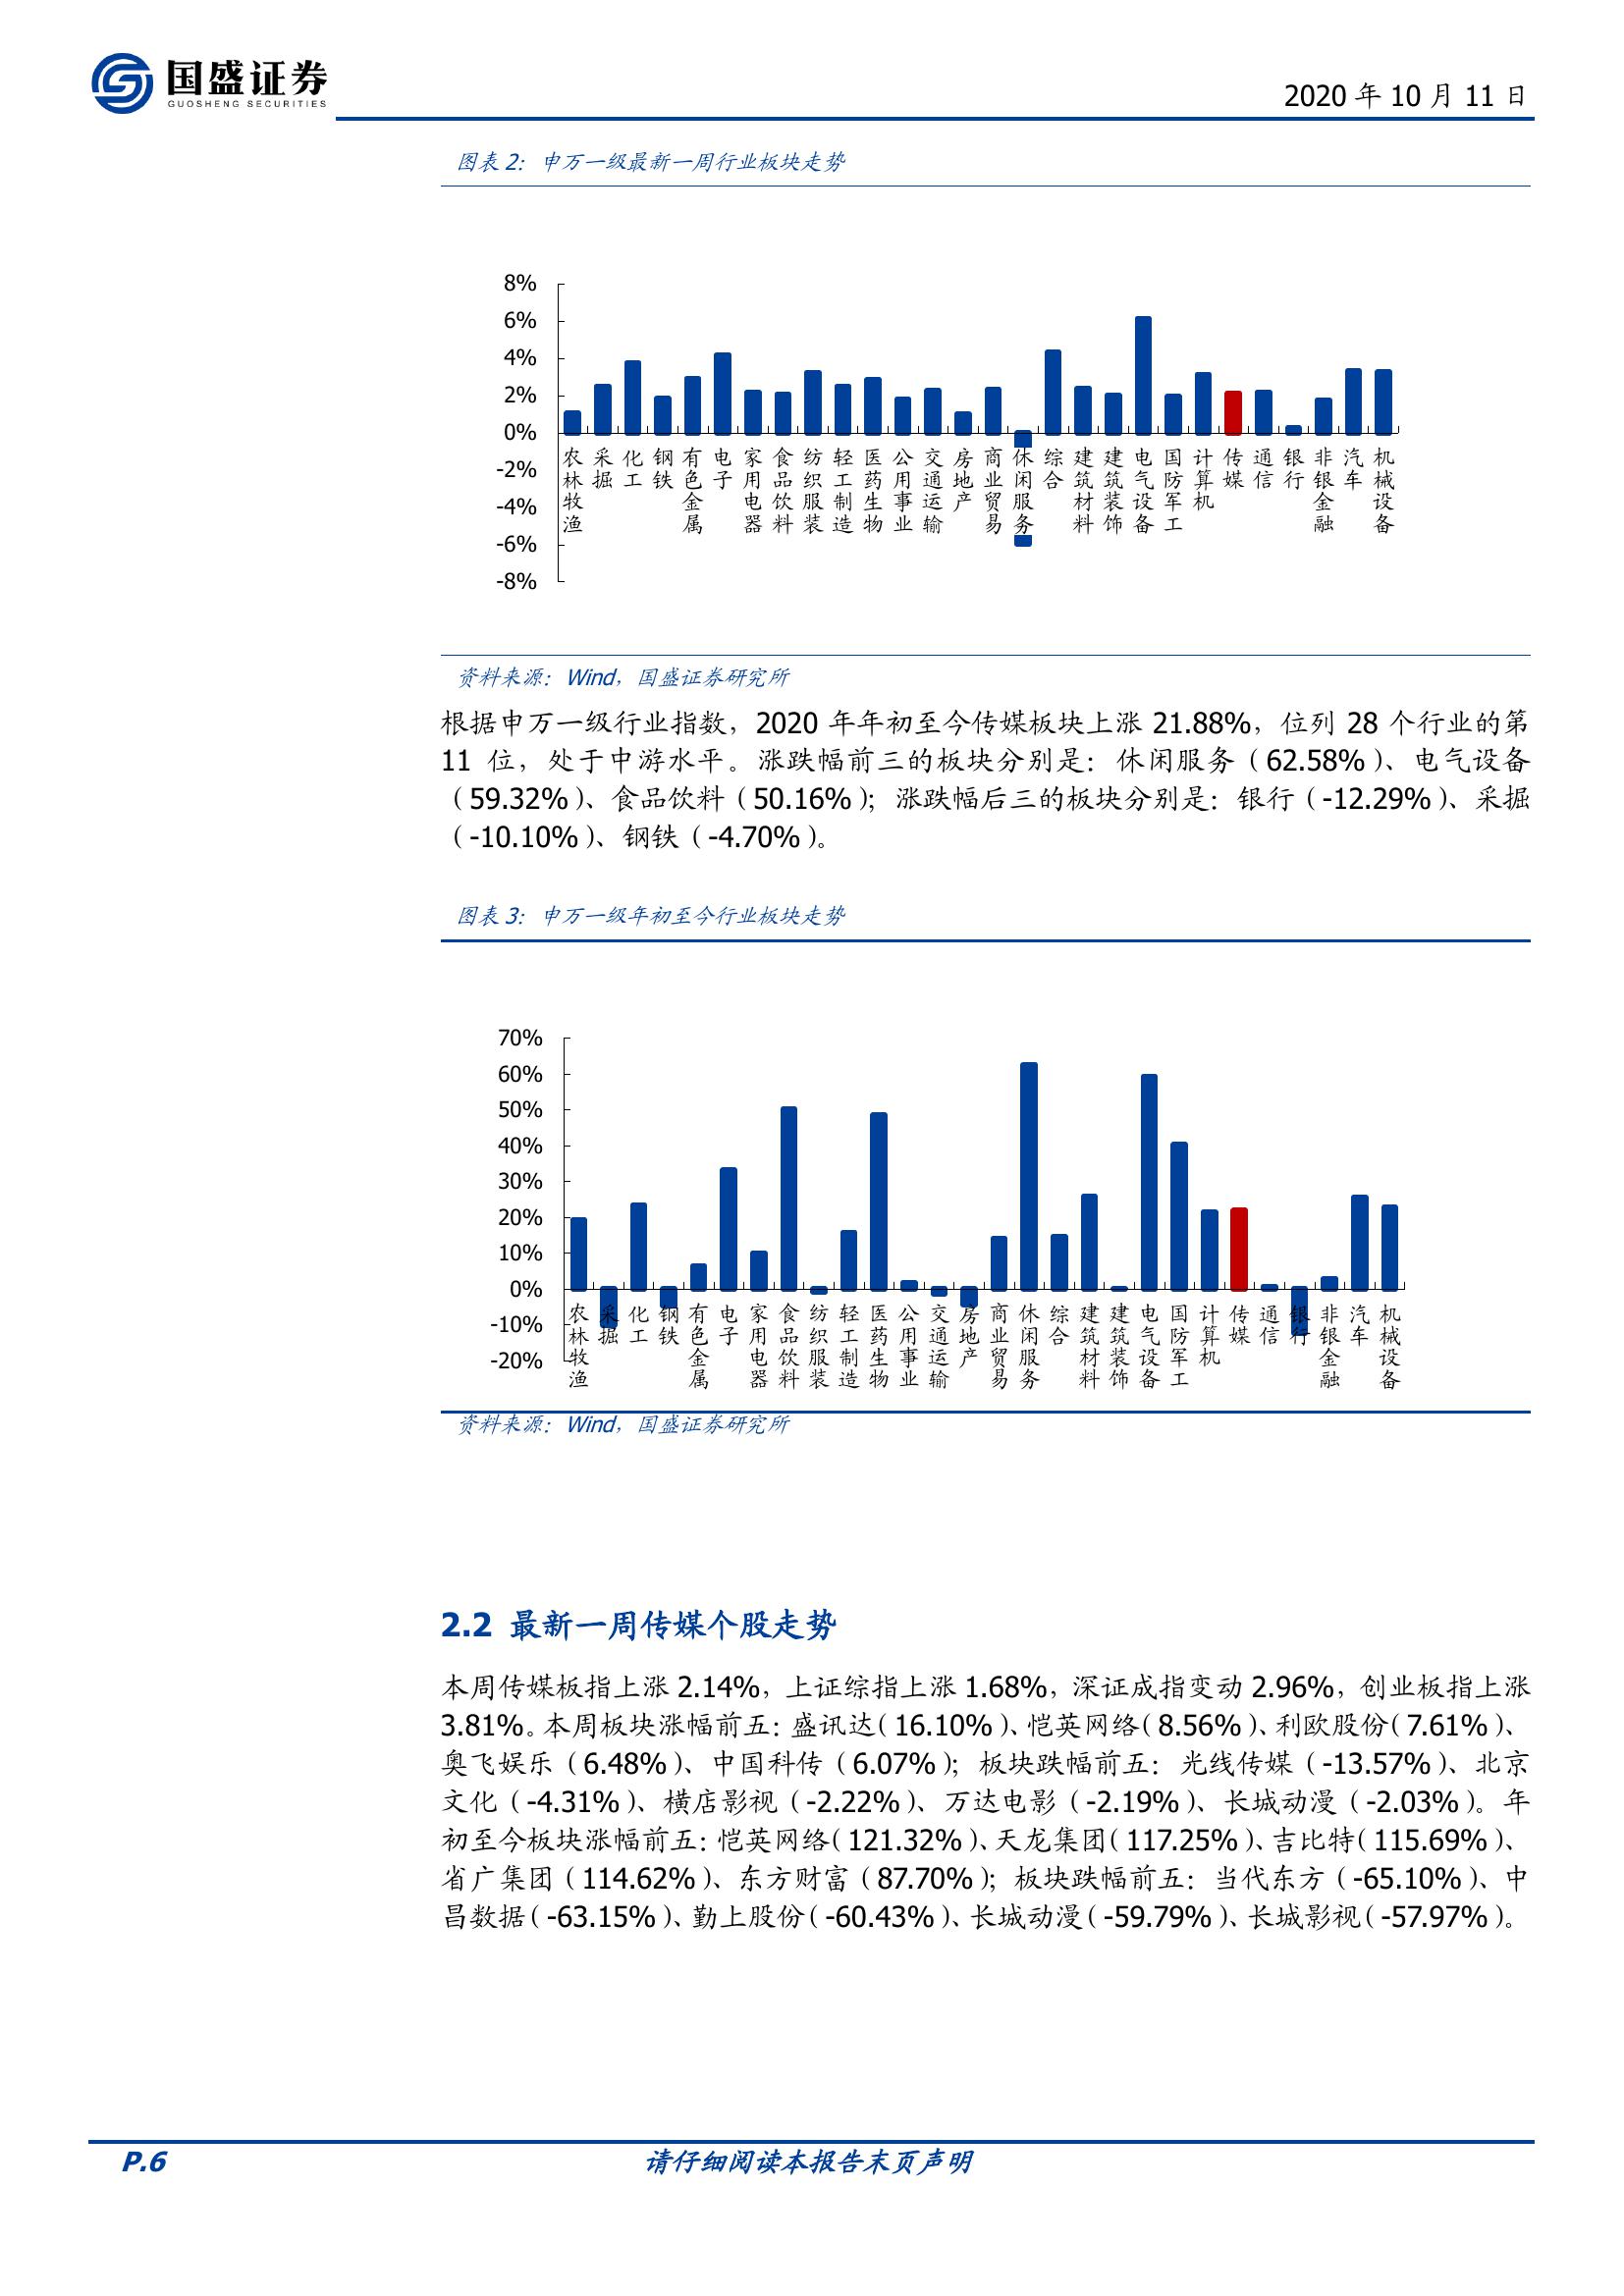 国盛证券
GUOSHENG SECURITIES
2020 年 10 月 11 日
图表 2：申万一级最新一周行业板块走势
8%
6%
4%
2%
0%
-2%
-4%
-6%
-8%
农林牧渔
采掘
化工
钢铁
有色金属
电子
家用电器
食品饮料
纺织服装
轻工制造
医药生物
公用事业
交通运输
房地产
商业贸易
休闲服务
综合
建筑材料
建筑装饰
电气设备
国防军工
计算机
传媒
通信
银行
非银金融
汽车
机械设备
资料来源：Wind，国盛证券研究所
根据申万一级行业指数，2020 年年初至今传媒板块上涨 21.88%，位列 28 个行业的第
11 位，处于中游水平。涨跌幅前三的板块分别是：休闲服务（62.58%）、电气设备
（59.32%）、食品饮料（50.16%）；涨跌幅后三的板块分别是：银行（-12.29%）、采掘
（-10.10%）、钢铁（-4.70%）。
图表 3：申万一级年初至今行业板块走势
70%
60%
50%
40%
30%
20%
10%
0%
-10%
-20%
农林牧渔
采掘
化工
钢铁
有色金属
电子
家用电器
食品饮料
纺织服装
轻工制造
医药生物
公用事业
交通运输
房地产
商业贸易
休闲服务
综合
建筑材料
建筑装饰
电气设备
国防军工
计算机
传媒
通信
银行
非银金融
汽车
机械设备
资料来源：Wind，国盛证券研究所
2.2 最新一周传媒个股走势
本周传媒板指上涨 2.14%，上证综指上涨 1.68%，深证成指变动 2.96%，创业板指上涨
3.81%。本周板块涨幅前五：盛讯达（16.10%）、恺英网络（8.56%）、利欧股份（7.61%）、
奥飞娱乐（6.48%）、中国科传（6.07%）；板块跌幅前五：光线传媒（-13.57%）、北京
文化（-4.31%）、横店影视（-2.22%）、万达电影（-2.19%）、长城动漫（-2.03%）。年
初至今板块涨幅前五：恺英网络（121.32%）、天龙集团（117.25%）、吉比特（115.69%）、
省广集团（114.62%）、东方财富（87.70%）；板块跌幅前五：当代东方（-65.10%）、中
昌数据（-63.15%）、勤上股份（-60.43%）、长城动漫（-59.79%）、长城影视（-57.97%）。
P.6
请仔细阅读本报告末页声明